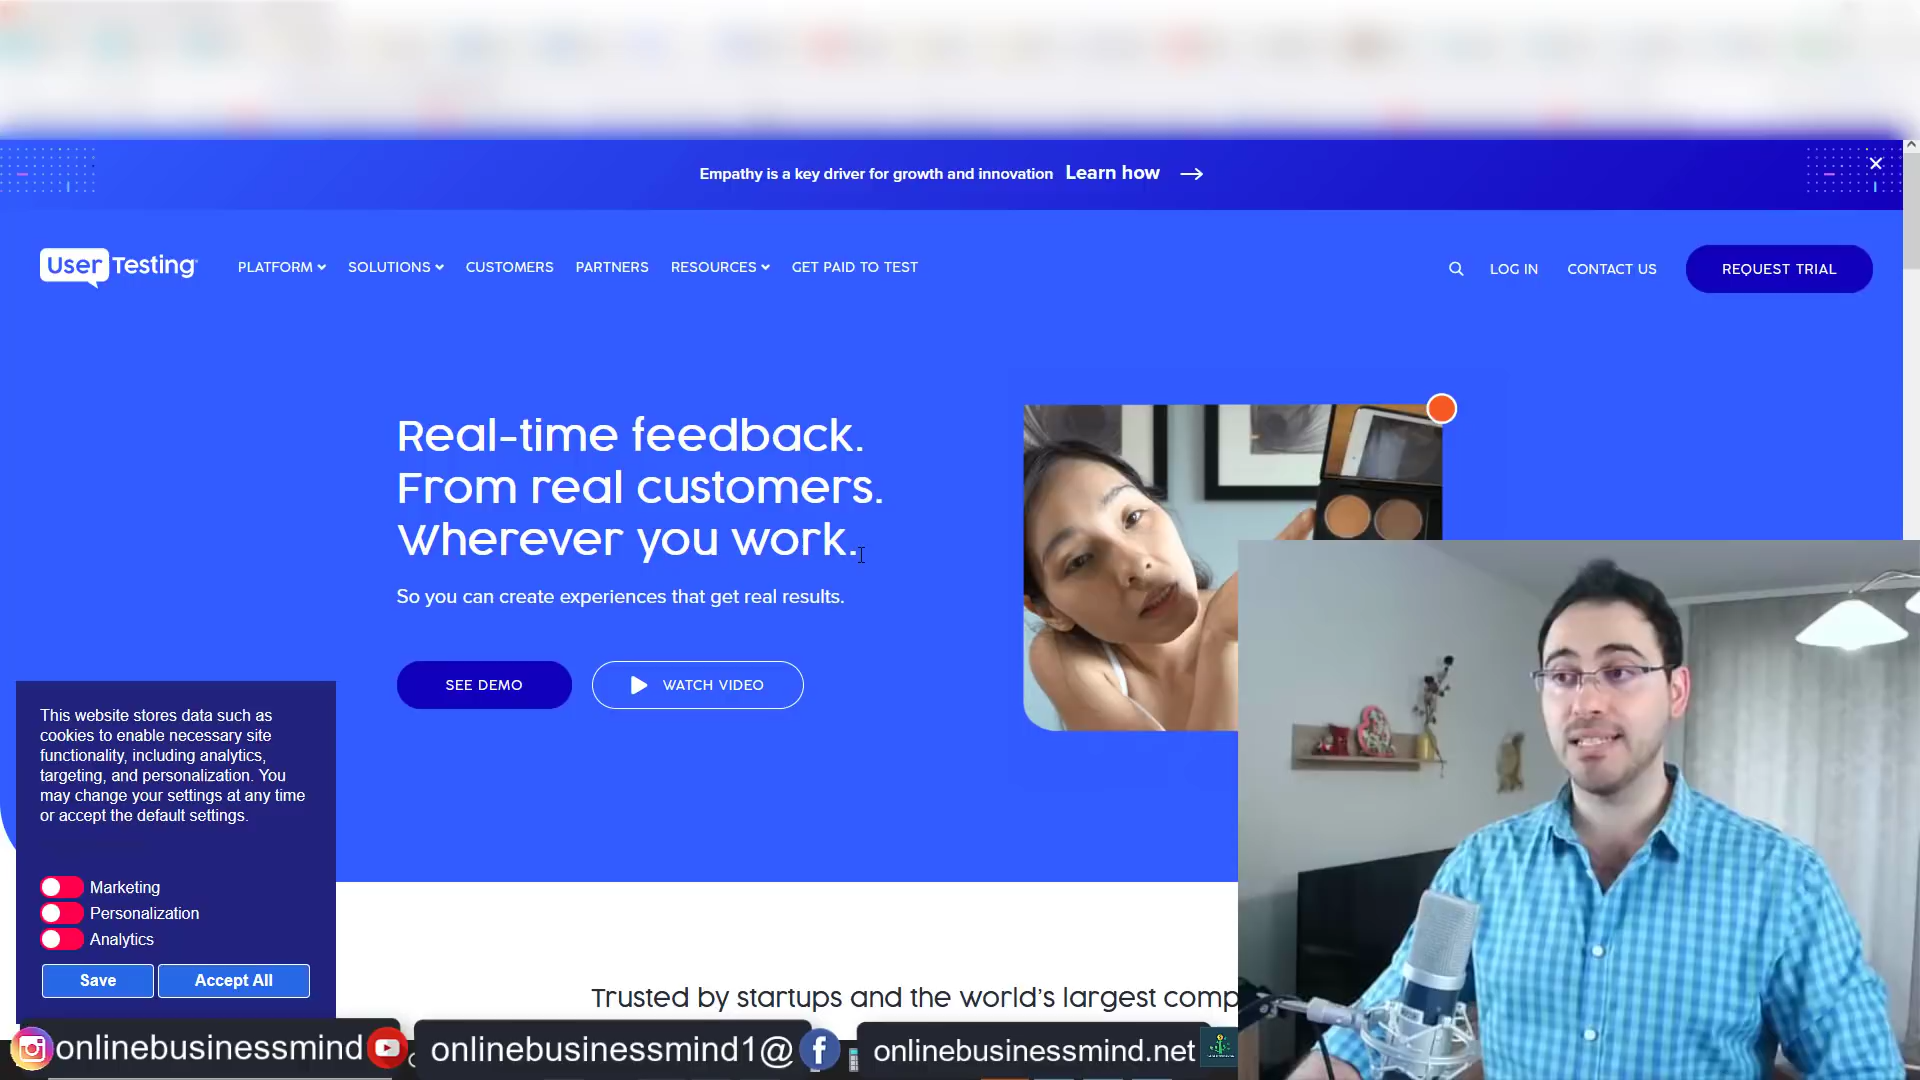 Empathy is a key driver for growth and innovation Learn how →
User Testing
PLATFORM SOLUTIONS CUSTOMERS PARTNERS RESOURCES GET PAID TO TEST
LOG IN CONTACT US REQUEST TRIAL
Real-time feedback.
From real customers.
Wherever you work.
So you can create experiences that get real results.
SEE DEMO WATCH VIDEO
This website stores data such as
cookies to enable necessary site
functionality, including analytics,
targeting, and personalization. You
may change your settings at any time
or accept the default settings.
Marketing
Personalization
Analytics
Save Accept All
Trusted by startups and the world's largest comp
onlinebusinessmind onlinebusinessmind1@ onlinebusinessmind.net